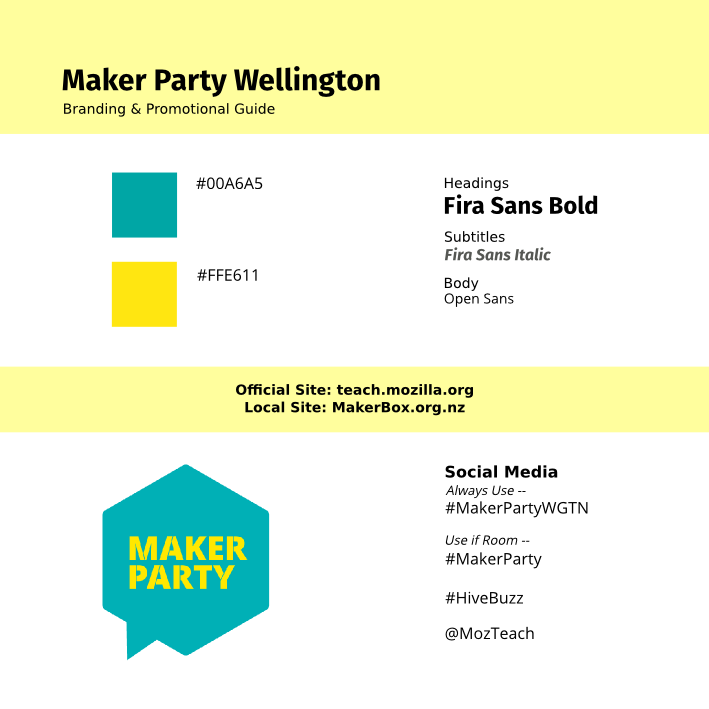 Maker Party Wellington
Branding & Promotional Guide
#00A6A5
#FFE611
Headings
Fira Sans Bold
Subtitles
Fira Sans Italic
Body
Open Sans
Official Site: teach.mozilla.org
Local Site: MakerBox.org.nz
MAKER
PARTY
Social Media
Always Use --
#MakerPartyWGTN
Use if Room --
#MakerParty
#HiveBuzz
@MozTeach